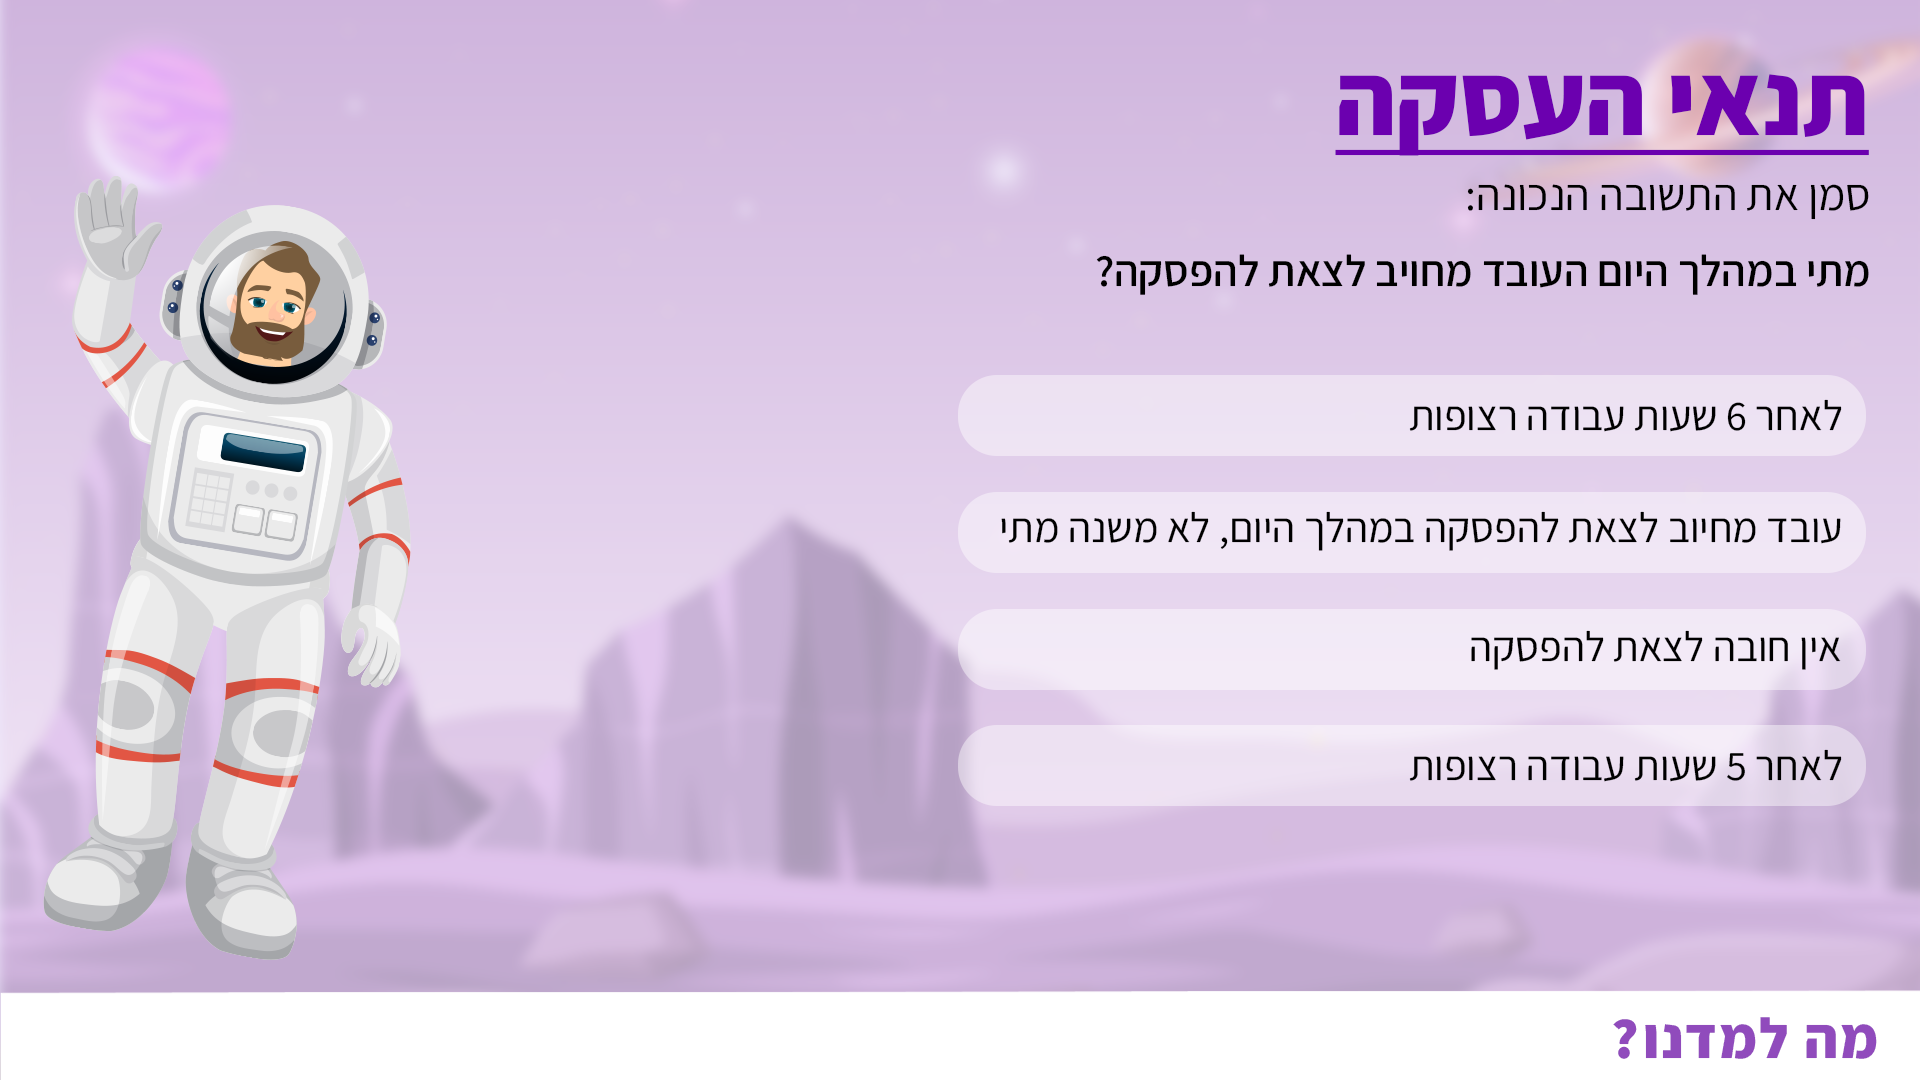 תנאי העסקה
סמן את התשובה הנכונה:
מתי במהלך היום העובד מחויב לצאת להפסקה?
לאחר 6 שעות עבודה רצופות
עובד מחיוב לצאת להפסקה במהלך היום, לא משנה מתי
אין חובה לצאת להפסקה
לאחר 5 שעות עבודה רצופות
מה למדנו?